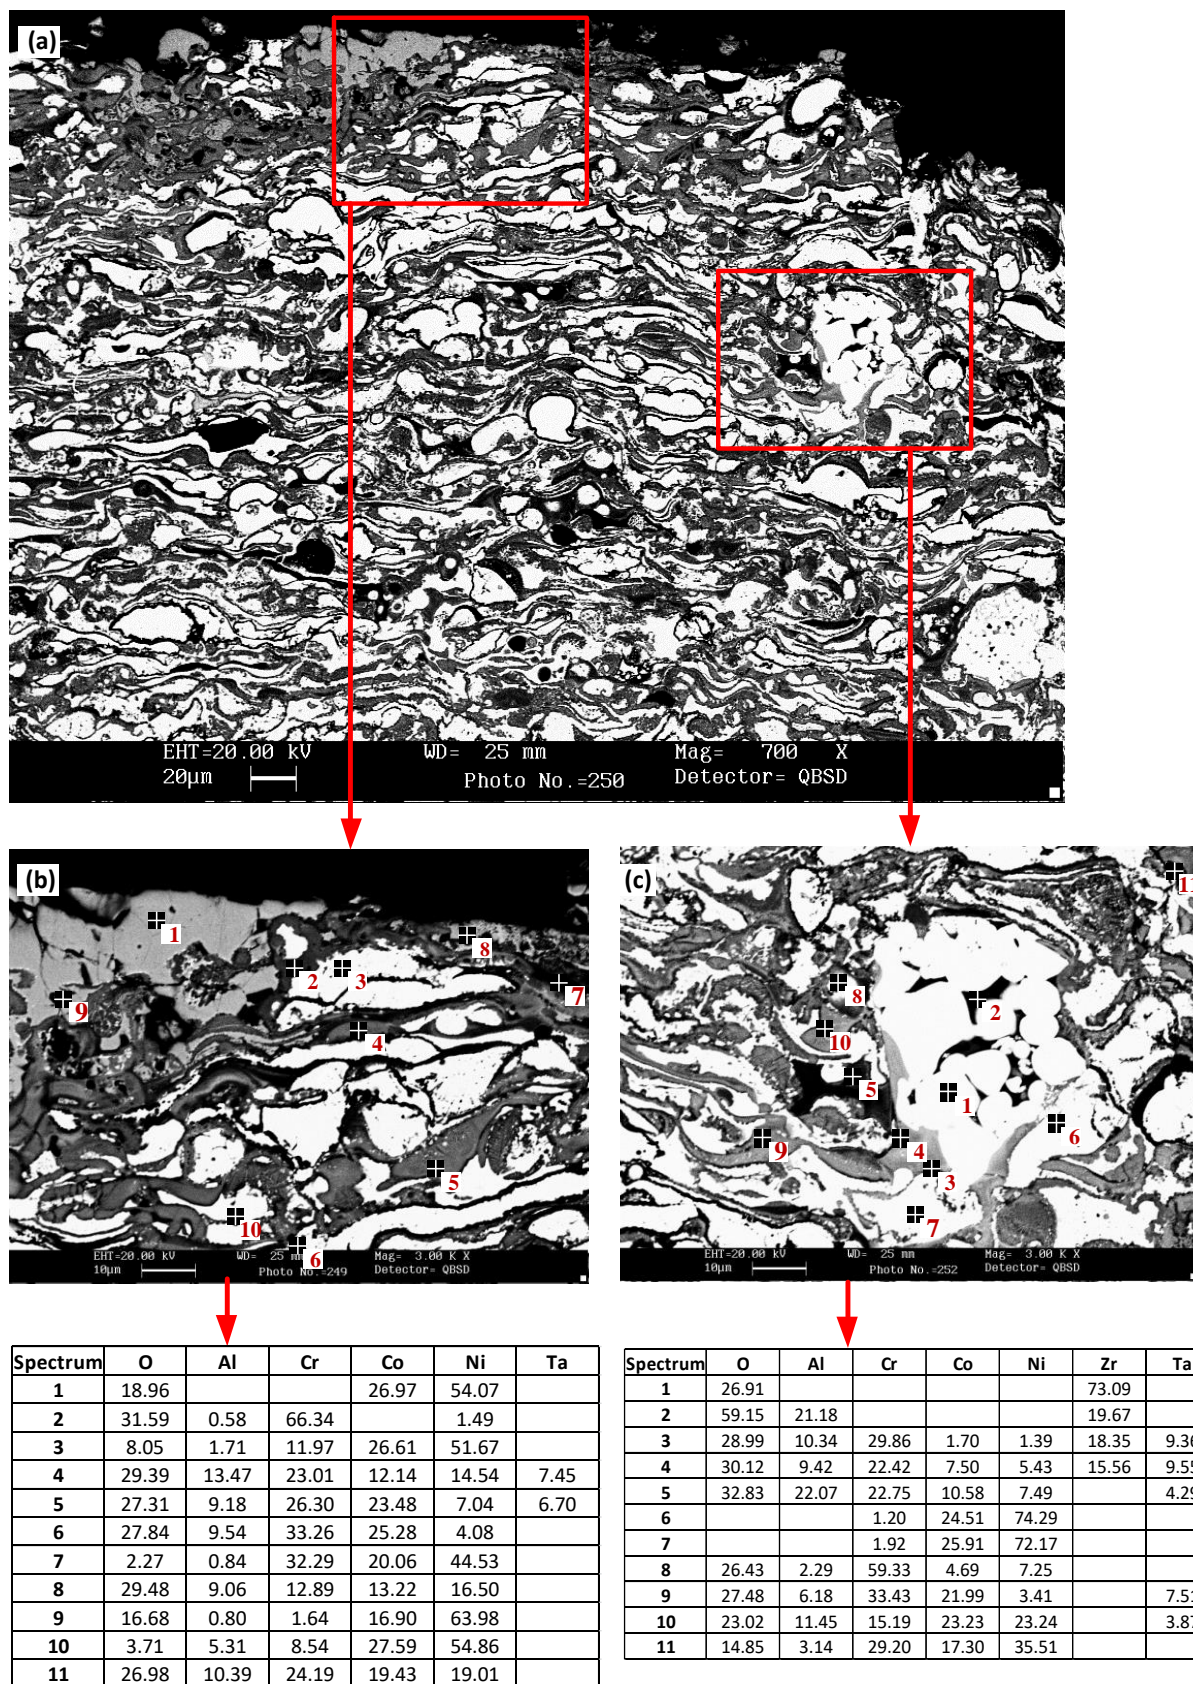 (a)
EHT=20.00 kV WD= 25 mm Mag= 700 X
20µm Photo No.=250 Detector= QBSD
(b)
1
8
2 3
7
9
4
5
10
6
EHT=20.00 kV WD= 25 mm Mag= 3.00 K X
10µm Photo No.=249 Detector= QBSD
(c)
11
8
2
10
5
1
6
9 4
3
7
EHT=20.00 kV WD= 25 mm Mag= 3.00 K X
10µm Photo No.=252 Detector= QBSD
Spectrum O Al Cr Co Ni Ta
1 18.96 26.97 54.07
2 31.59 0.58 66.34 1.49
3 8.05 1.71 11.97 26.61 51.67
4 29.39 13.47 23.01 12.14 14.54 7.45
5 27.31 9.18 26.30 23.48 7.04 6.70
6 27.84 9.54 33.26 25.28 4.08
7 2.27 0.84 32.29 20.06 44.53
8 29.48 9.06 12.89 13.22 16.50
9 16.68 0.80 1.64 16.90 63.98
10 3.71 5.31 8.54 27.59 54.86
11 26.98 10.39 24.19 19.43 19.01
Spectrum O Al Cr Co Ni Zr Ta
1 26.91 73.09
2 59.15 21.18 19.67
3 28.99 10.34 29.86 1.70 1.39 18.35 9.36
4 30.12 9.42 22.42 7.50 5.43 15.56 9.55
5 32.83 22.07 22.75 10.58 7.49 4.29
6 1.20 24.51 74.29
7 1.92 25.91 72.17
8 26.43 2.29 59.33 4.69 7.25
9 27.48 6.18 33.43 21.99 3.41 7.51
10 23.02 11.45 15.19 23.23 23.24 3.87
11 14.85 3.14 29.20 17.30 35.51